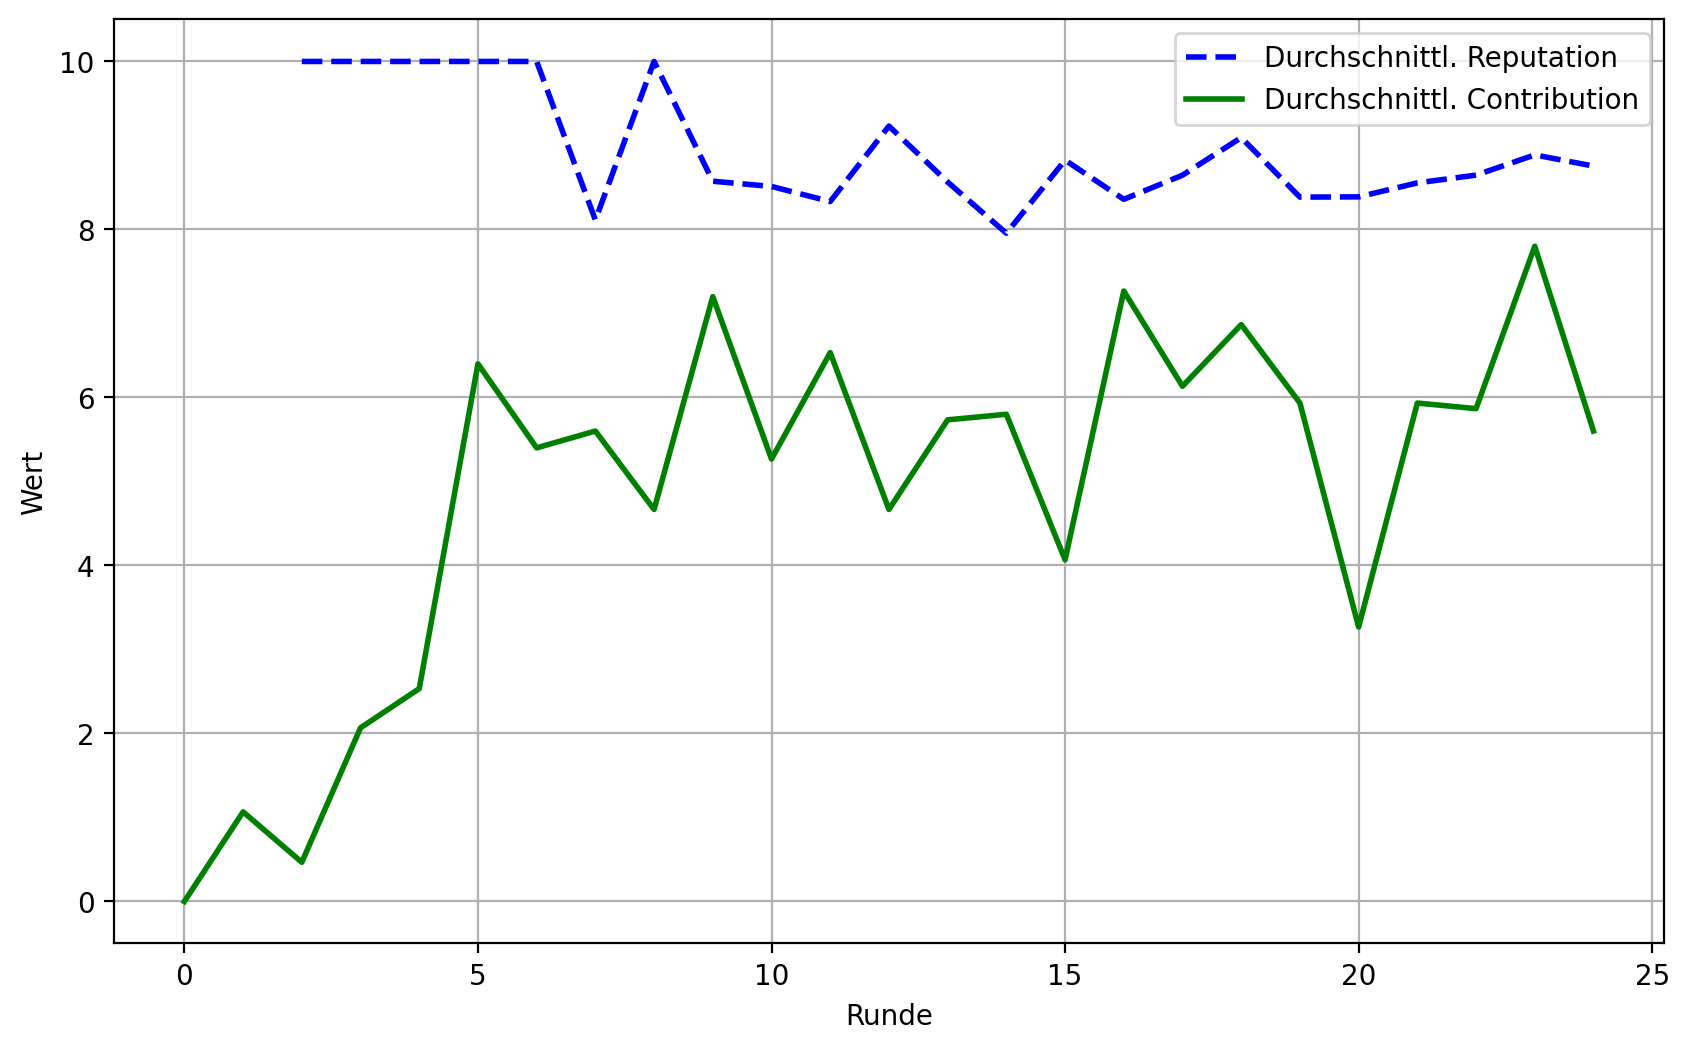 Durchschnittl. Reputation
Durchschnittl. Contribution
10
8
6
4
2
0
Wert
0 5 10 15 20 25
Runde